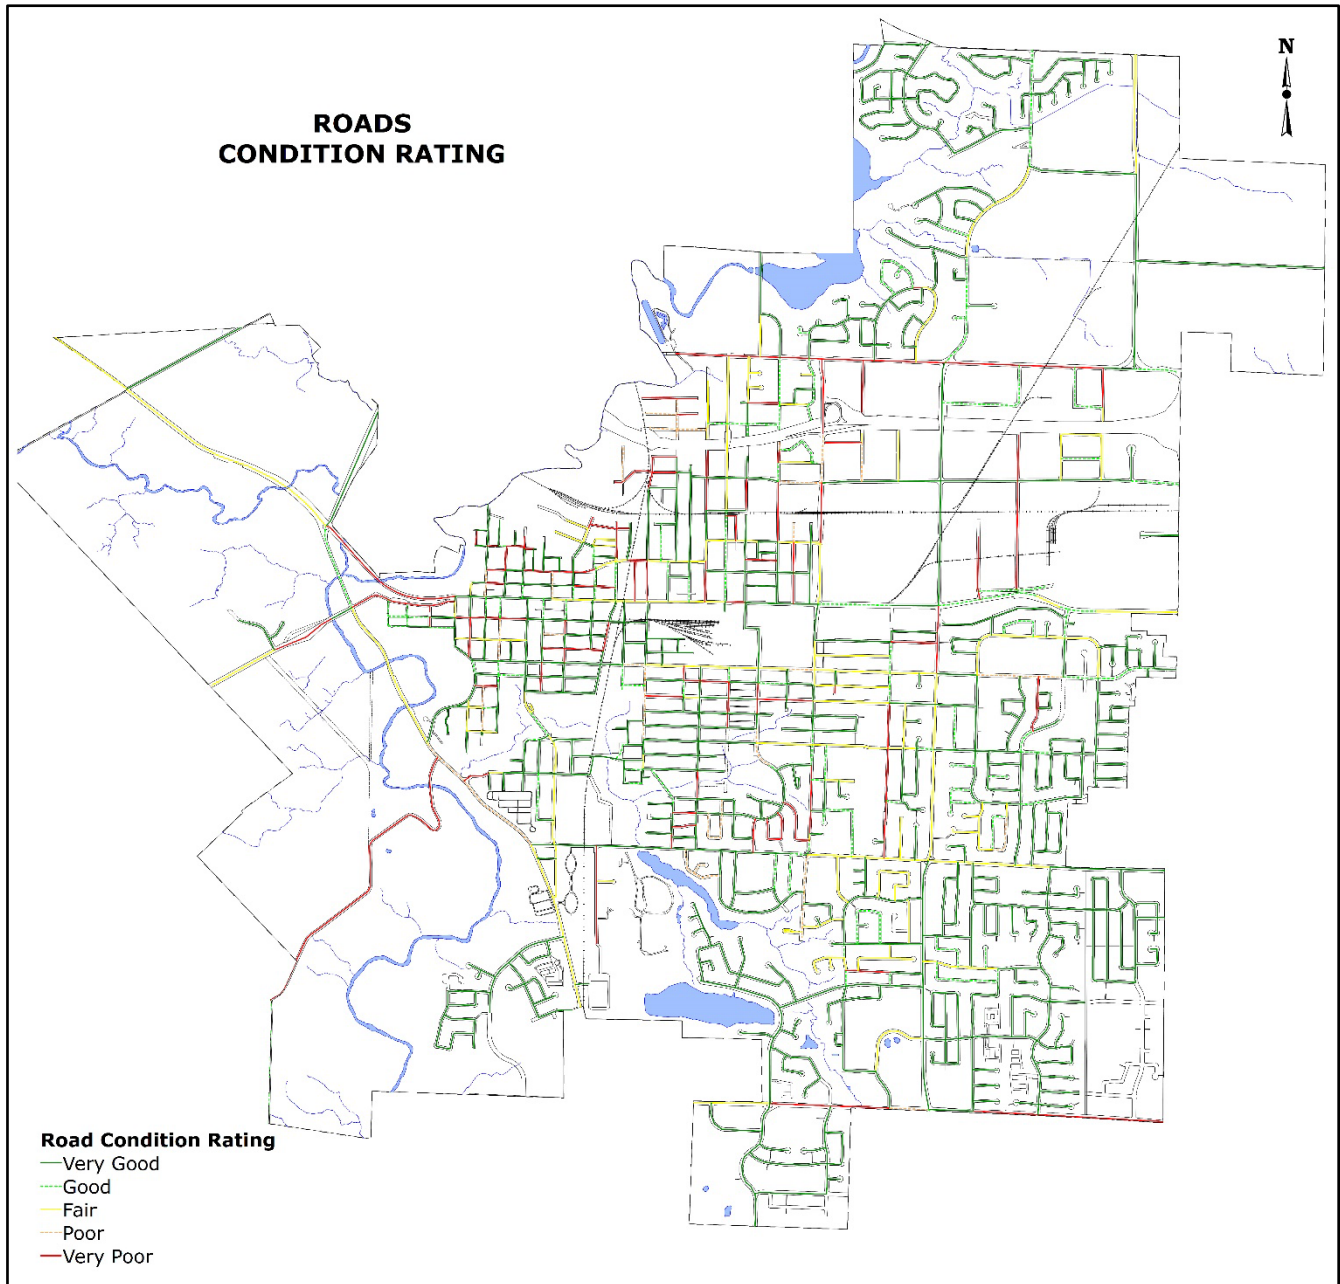 ROADS
CONDITION RATING
N
Road Condition Rating
Very Good
Good
Fair
Poor
Very Poor